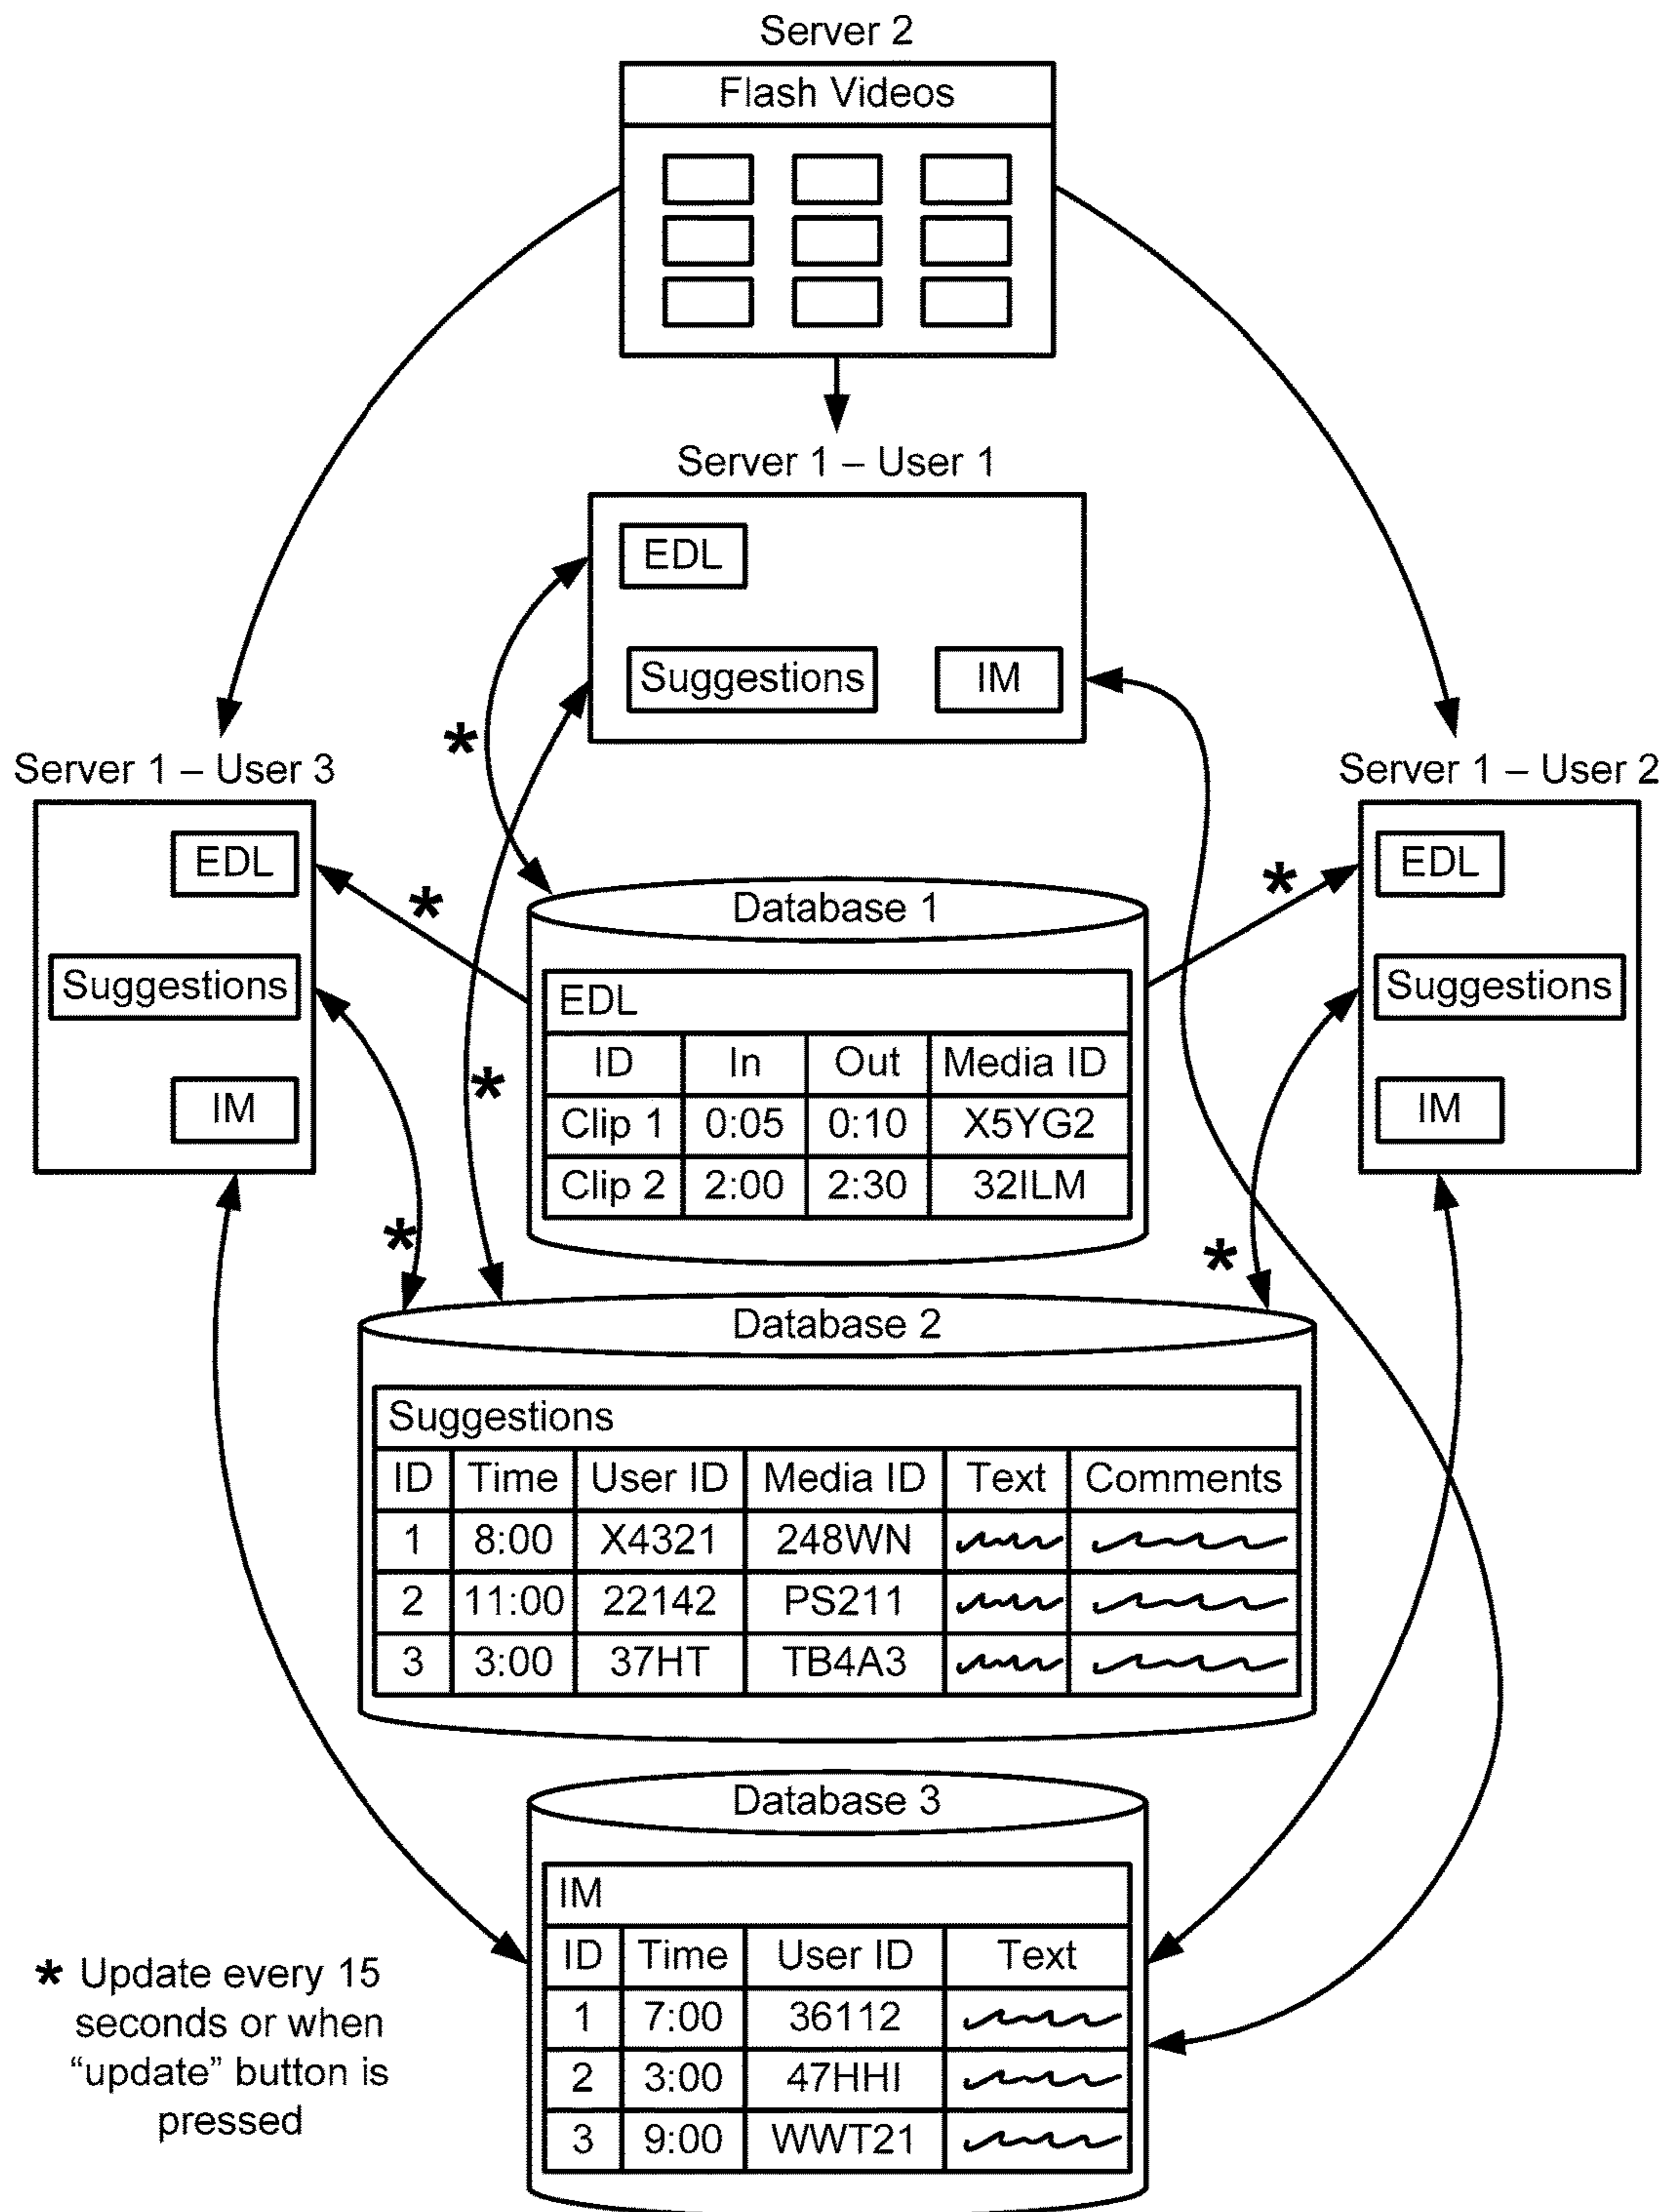 Server 2
Flash Videos
Server 1 – User 1
EDL
Suggestions IM
*
Server 1 – User 3
EDL
Suggestions
IM
*
*
Server 1 – User 2
EDL
Suggestions
IM
*
*
*
Database 1
EDL
ID In Out Media ID
Clip 1 0:05 0:10 X5YG2
Clip 2 2:00 2:30 32ILM
Database 2
Suggestions
ID Time User ID Media ID Text Comments
1 8:00 X4321 248WN
2 11:00 22142 PS211
3 3:00 37HT TB4A3
Database 3
IM
ID Time User ID Text
1 7:00 36112
2 3:00 47HHI
3 9:00 WWT21
* Update every 15
seconds or when
“update” button is
pressed